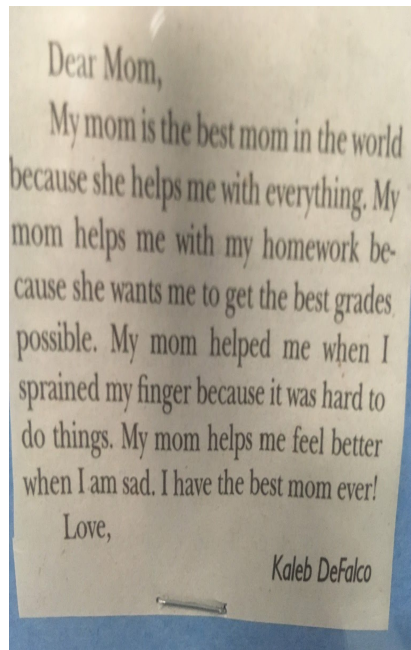 Dear Mom,
My mom is the best mom in the world
because she helps me with everything. My
mom helps me with my homework be-
cause she wants me to get the best grades
possible. My mom helped me when I
sprained my finger because it was hard to
do things. My mom helps me feel better
when I am sad. I have the best mom ever!
Love,
Kaleb DeFalco